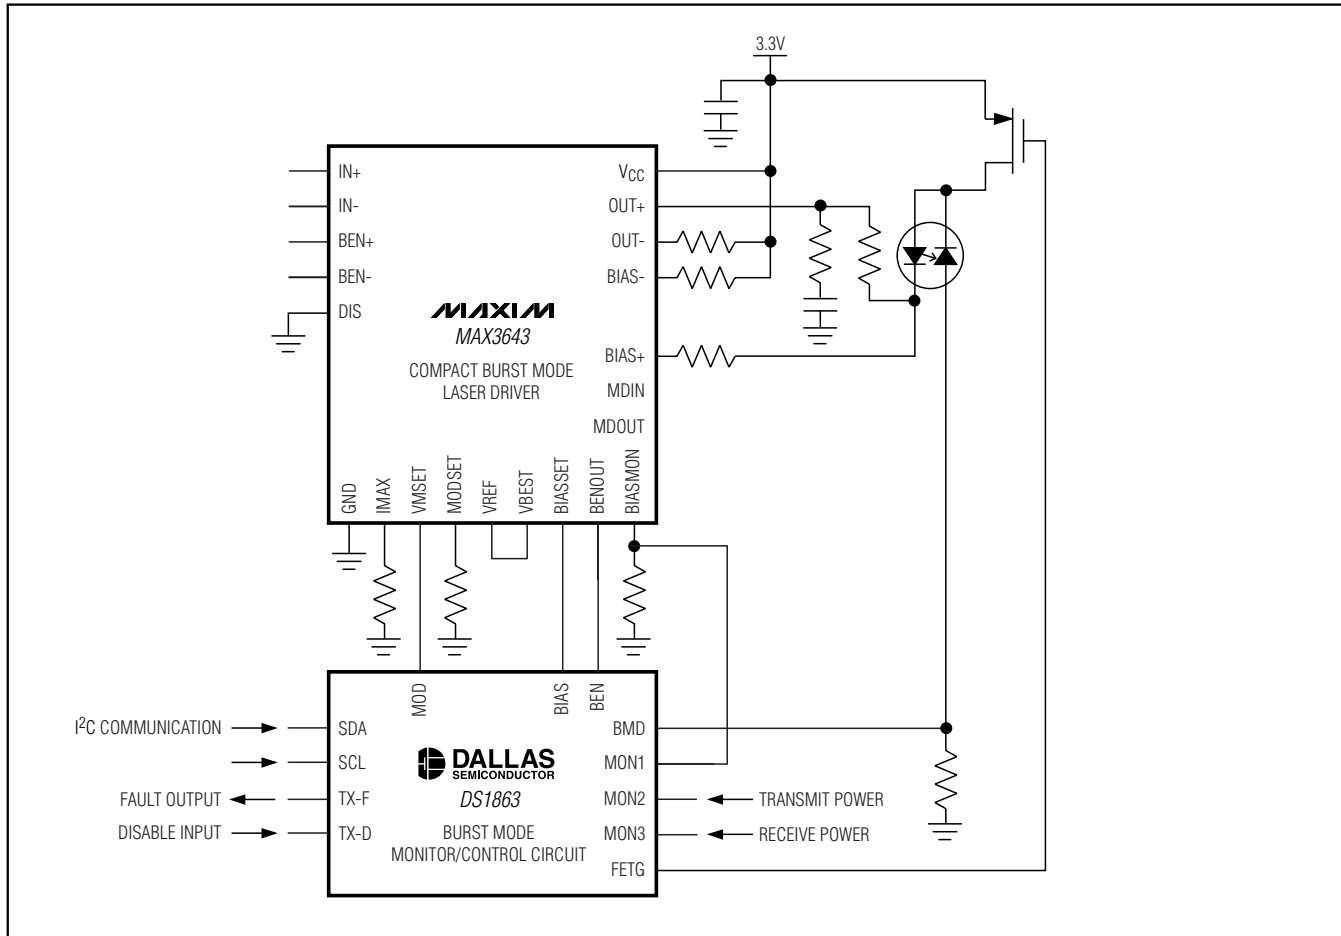 3.3V
IN+
IN-
BEN+
BEN-
DIS
VCC
OUT+
OUT-
BIAS-
BIAS+
MDIN
MDOUT
MAXIM
MAX3643
COMPACT BURST MODE
LASER DRIVER
GND
IMAX
VMSET
MODSET
VREF
VBEST
BIASSET
BENOUT
BIASMON
MOD
BIAS
BEN
I²C COMMUNICATION
FAULT OUTPUT
DISABLE INPUT
SDA
SCL
TX-F
TX-D
DALLAS
SEMICONDUCTOR
DS1863
BURST MODE
MONITOR/CONTROL CIRCUIT
BMD
MON1
MON2
MON3
FETG
TRANSMIT POWER
RECEIVE POWER